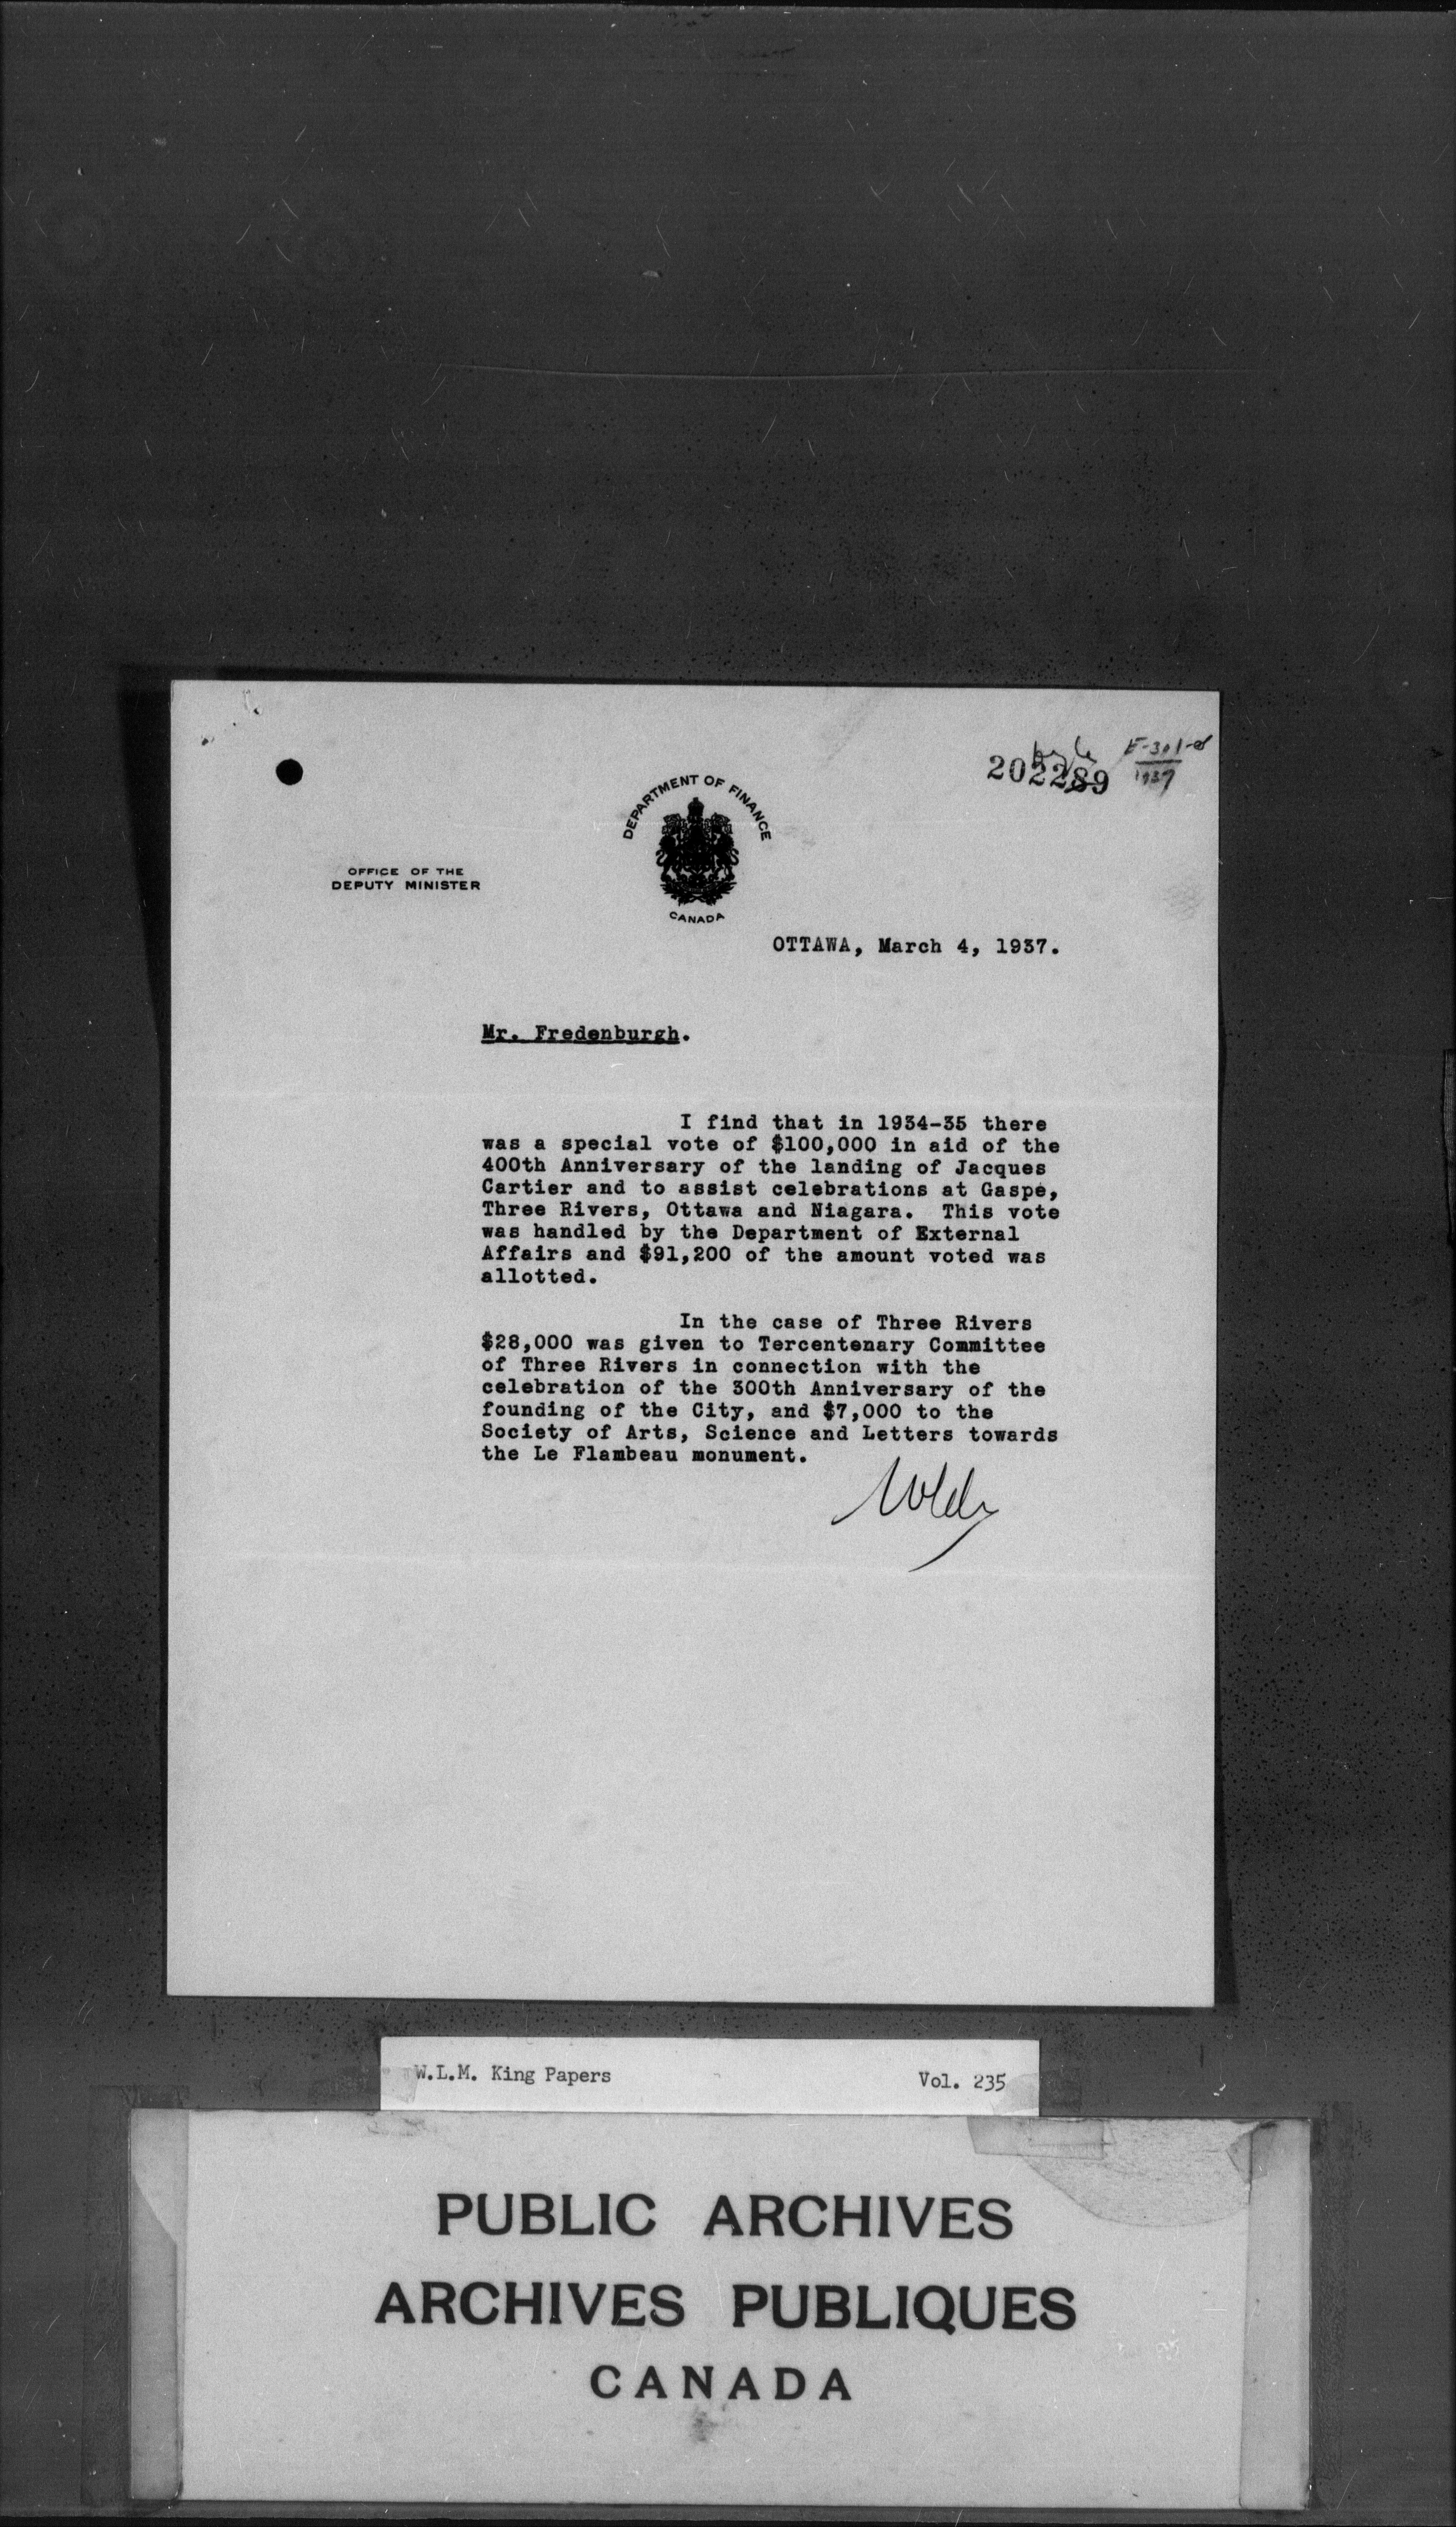 202289
E-301-
1937
DEPARTMENT OF FINANCE
CANADA
OFFICE OF THE
DEPUTY MINISTER
OTTAWA, March 4, 1937.
Mr. Fredenburgh.
I find that in 1934-35 there
was a special vote of $100,000 in aid of the
400th Anniversary of the landing of Jacques
Cartier and to assist celebrations at Gaspé,
Three Rivers, Ottawa and Niagara. This vote
was handled by the Department of External
Affairs and $91,200 of the amount voted was
allotted.
In the case of Three Rivers
$28,000 was given to Tercentenary Committee
of Three Rivers in connection with the
celebration of the 300th Anniversary of the
founding of the City, and $7,000 to the
Society of Arts, Science and Letters towards
the Le Flambeau monument.
W.L.M. King Papers Vol. 235
PUBLIC ARCHIVES
ARCHIVES PUBLIQUES
CANADA